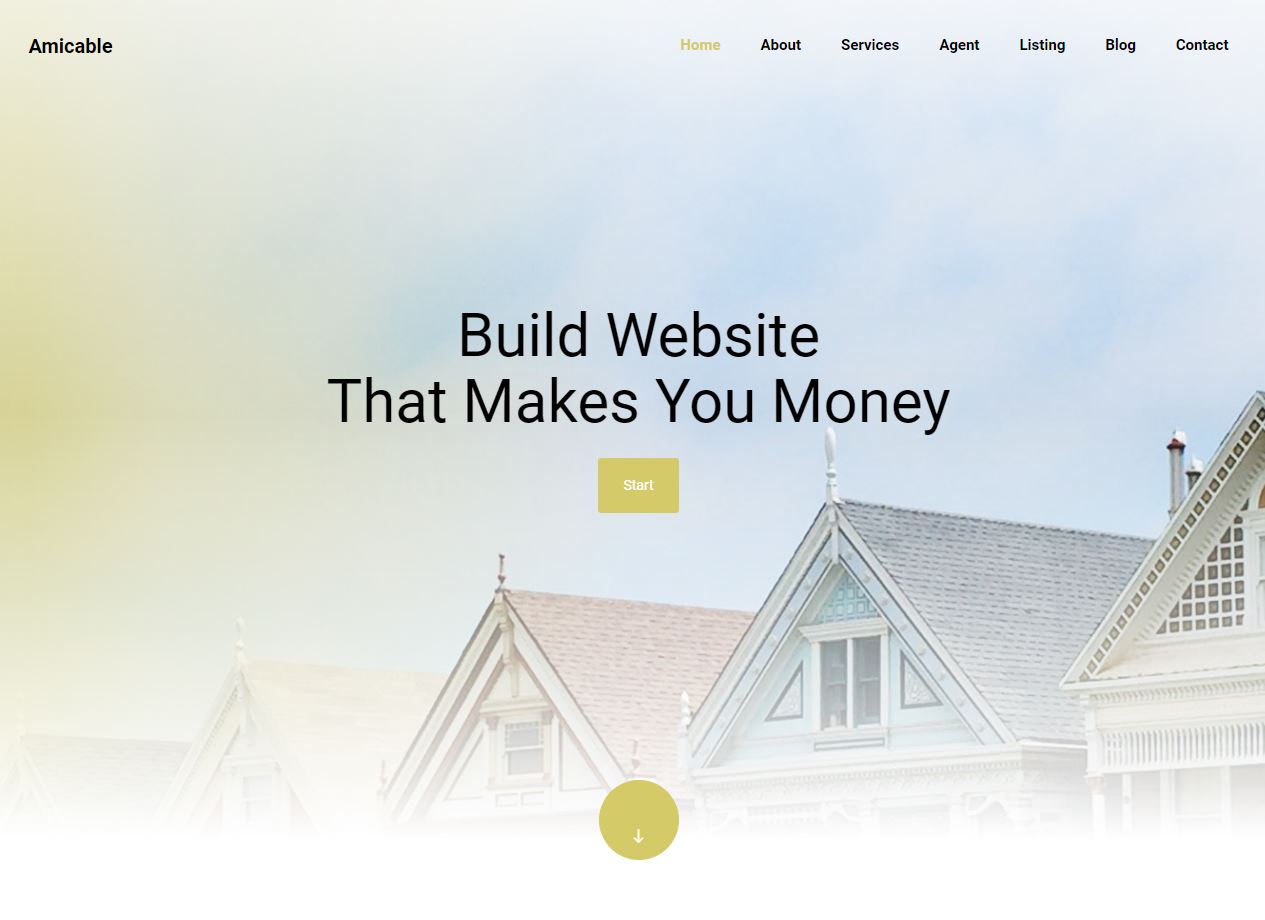 Amicable
Home About Services Agent Listing Blog Contact
Build Website
That Makes You Money
Start